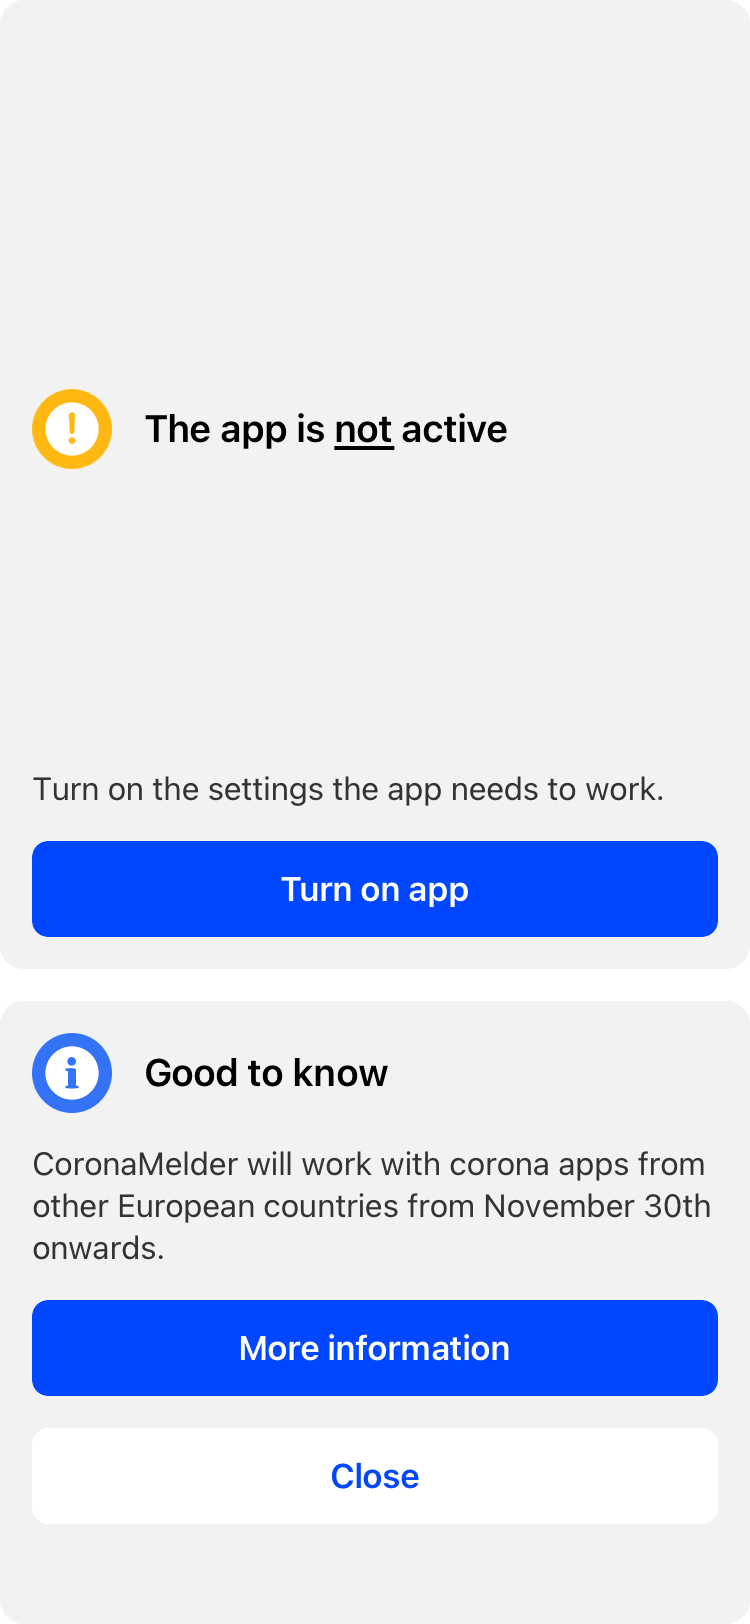 The app is not active
Turn on the settings the app needs to work.
Turn on app
Good to know
CoronaMelder will work with corona apps from
other European countries from November 30th
onwards.
More information
Close